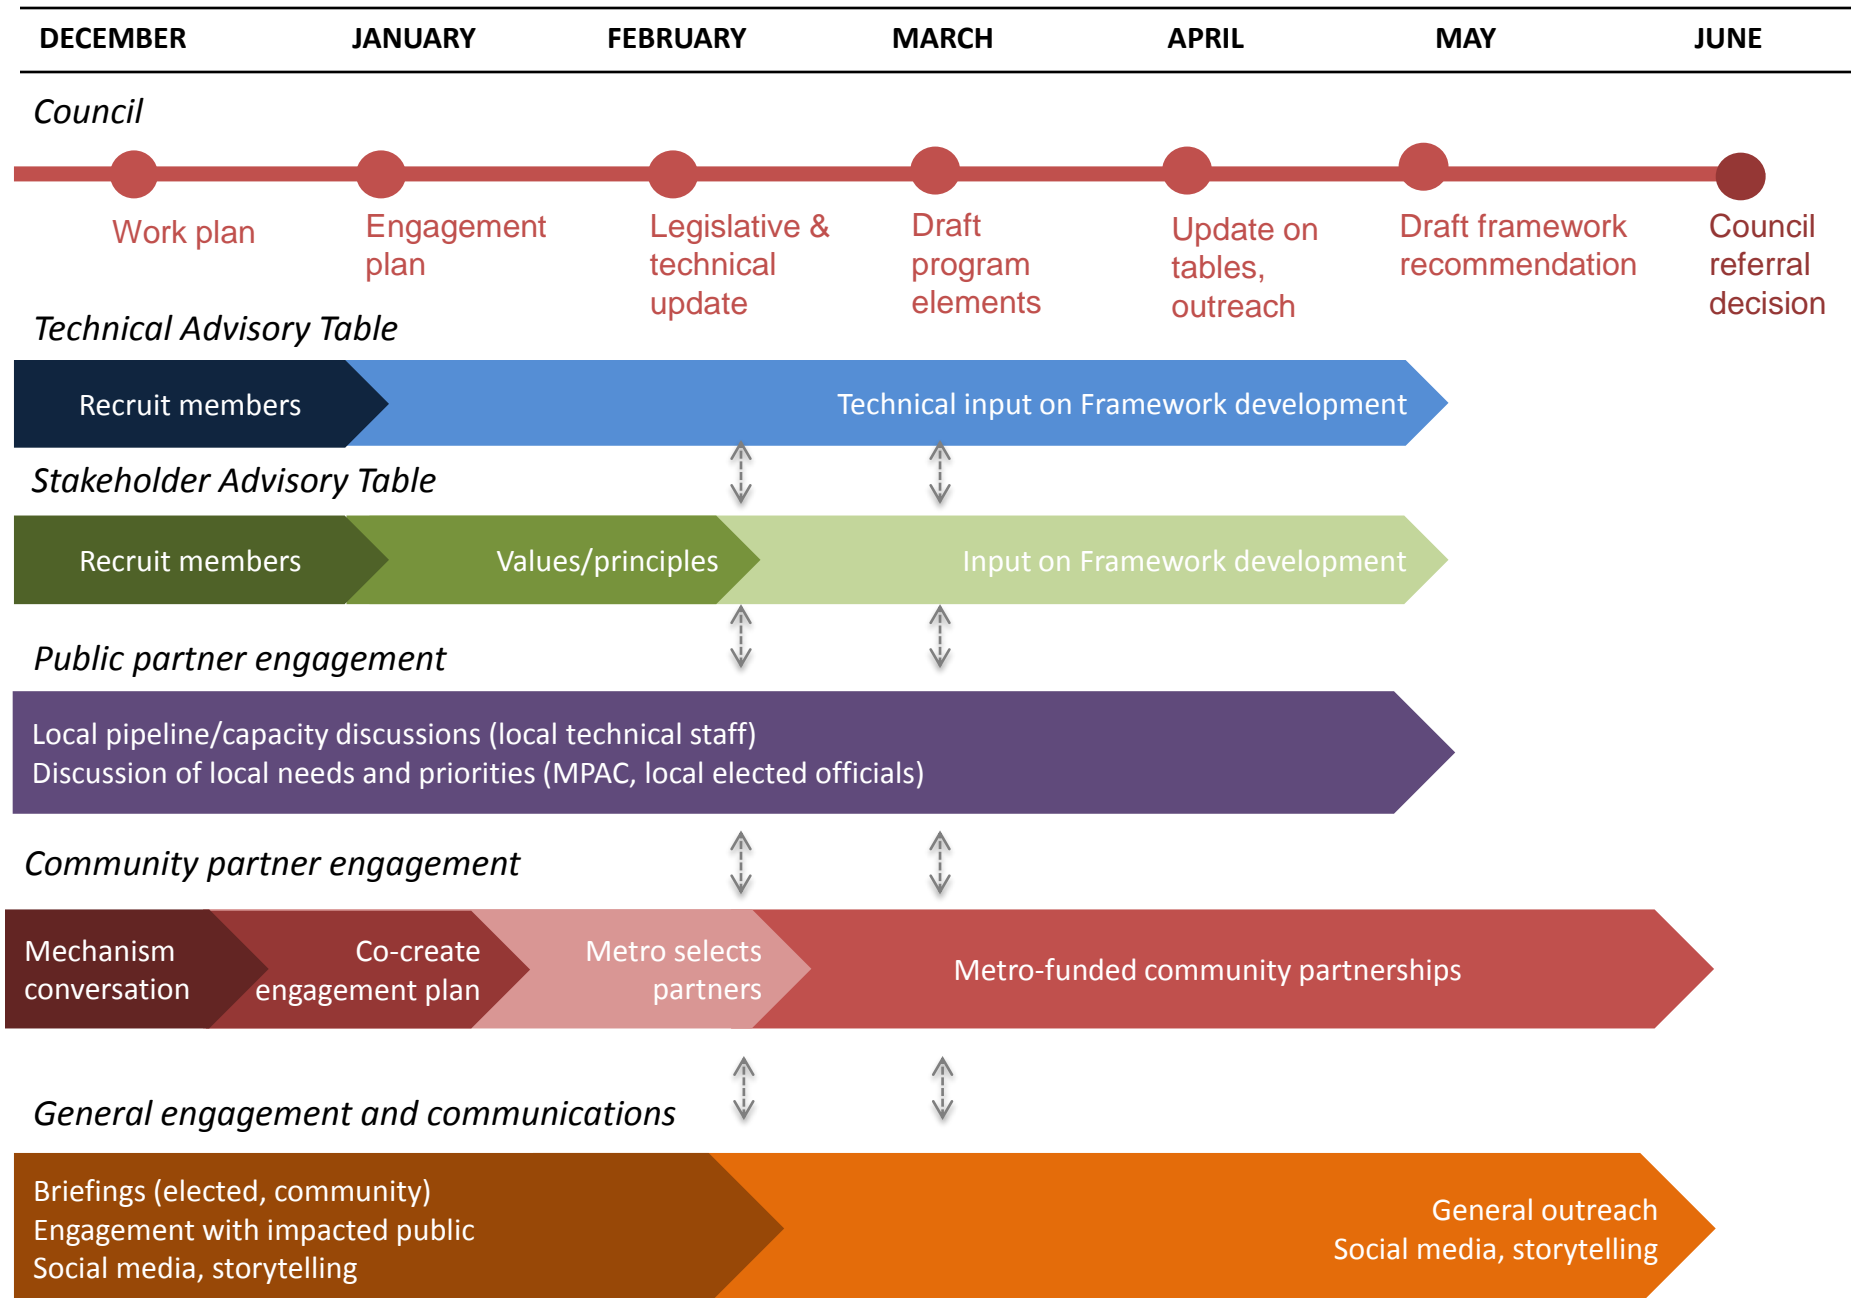 DECEMBER JANUARY FEBRUARY MARCH APRIL MAY JUNE
Council
Work plan
Engagement
plan
Legislative &
technical
update
Draft
program
elements
Update on
tables,
outreach
Draft framework
recommendation
Council
referral
decision
Technical Advisory Table
Recruit members
Technical input on Framework development
Stakeholder Advisory Table
Recruit members
Values/principles
Input on Framework development
Public partner engagement
Local pipeline/capacity discussions (local technical staff)
Discussion of local needs and priorities (MPAC, local elected officials)
Community partner engagement
Mechanism
conversation
Co-create
engagement plan
Metro selects
partners
Metro-funded community partnerships
General engagement and communications
Briefings (elected, community)
Engagement with impacted public
Social media, storytelling
General outreach
Social media, storytelling